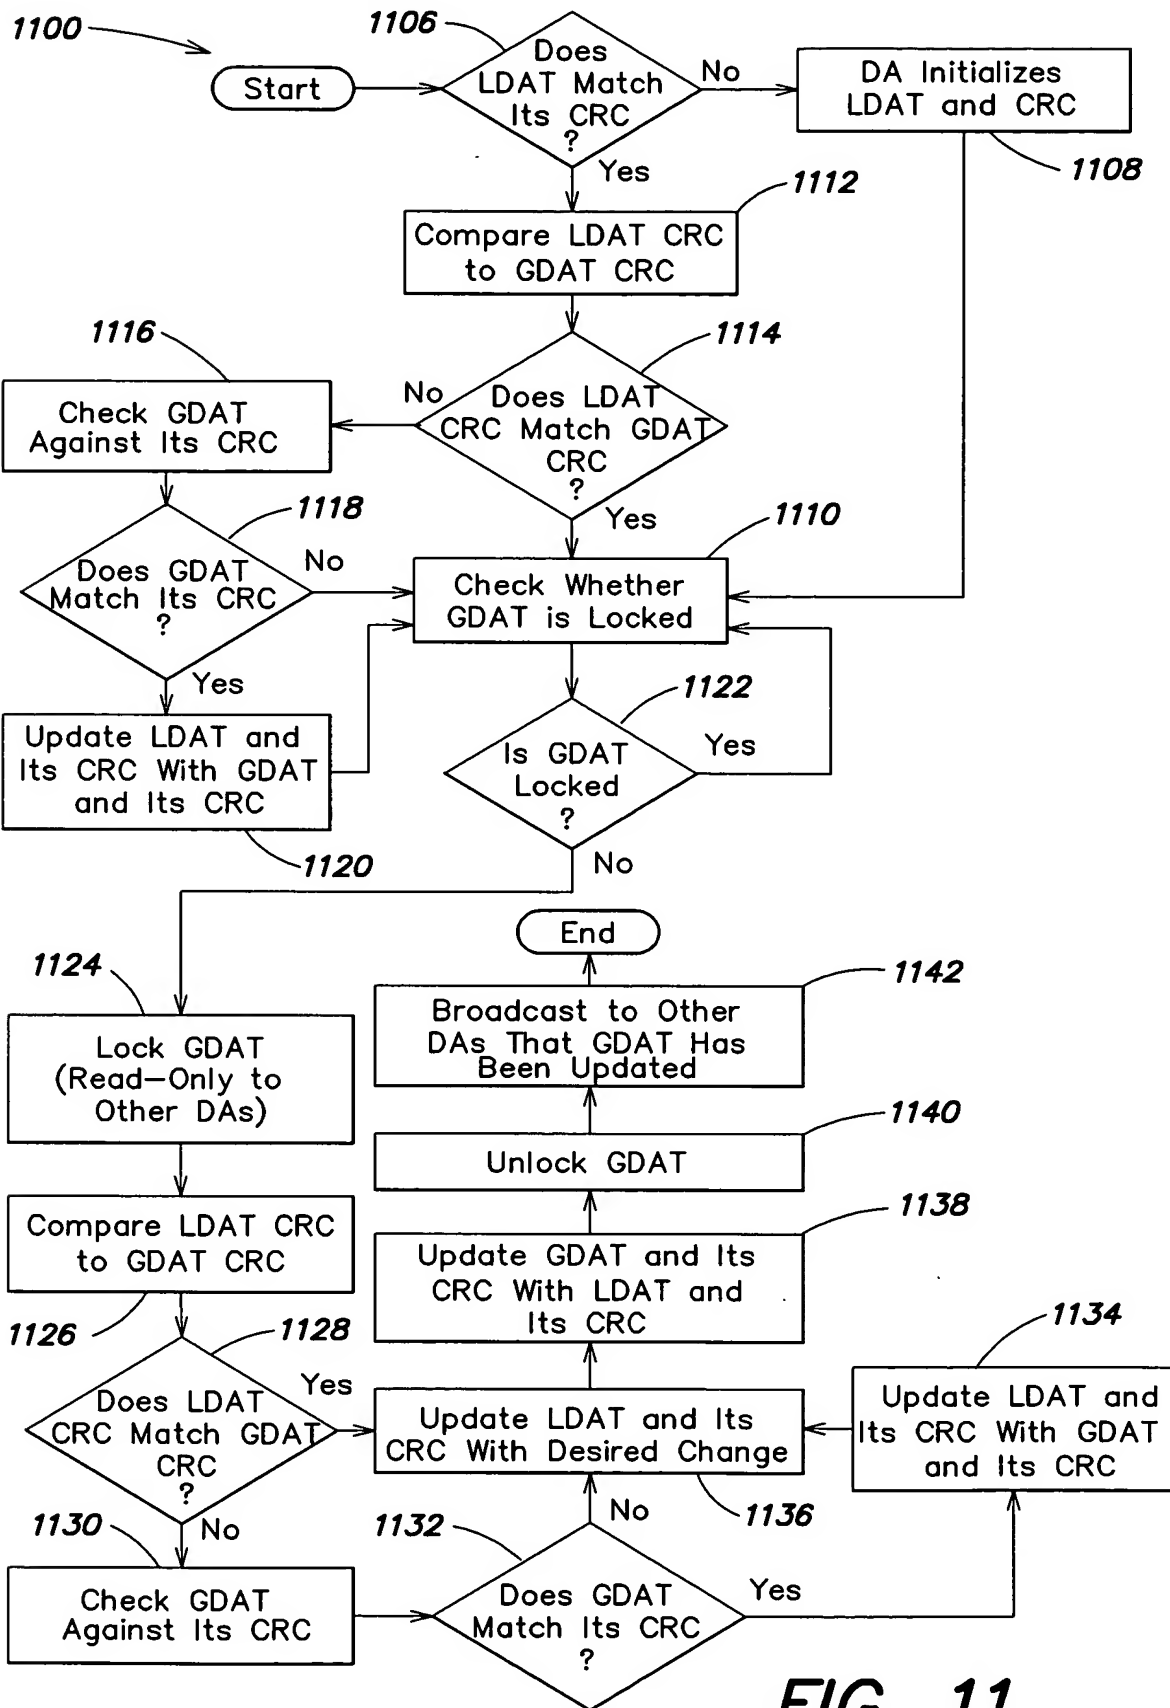 1100
1106
Start
Does
LDAT Match
Its CRC
?
No
DA Initializes
LDAT and CRC
1108
Yes
1112
Compare LDAT CRC
to GDAT CRC
1116
1114
Check GDAT
Against Its CRC
No
Does LDAT
CRC Match GDAT
CRC
?
Yes
1118
1110
Does GDAT
Match Its CRC
?
No
Check Whether
GDAT is Locked
Yes
1122
Update LDAT and
Its CRC With GDAT
and Its CRC
Is GDAT
Locked
?
Yes
1120
No
End
1124
1142
Lock GDAT
(Read-Only to
Other DAs)
Broadcast to Other
DAs That GDAT Has
Been Updated
1140
Unlock GDAT
Compare LDAT CRC
to GDAT CRC
1138
Update GDAT and Its
CRC With LDAT and
Its CRC
1126
1128
1134
Does LDAT
CRC Match GDAT
CRC
?
Yes
Update LDAT and Its
CRC With Desired Change
Update LDAT and
Its CRC With GDAT
and Its CRC
1130
No
1132
No
1136
Check GDAT
Against Its CRC
Does GDAT
Match Its CRC
?
Yes
FIG. 11